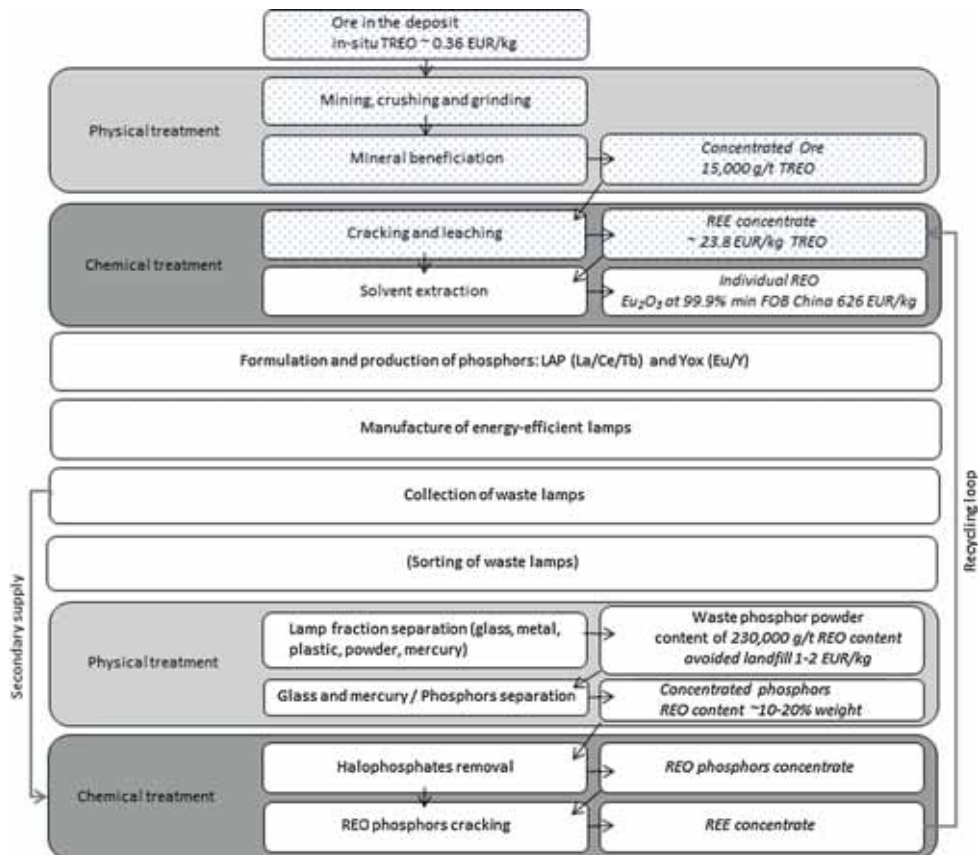 Ore in the deposit
in-situ TREO ~ 0.36 EUR/kg
Physical treatment
Mining, crushing and grinding
Mineral beneficiation
Concentrated Ore
15,000 g/t TREO
Chemical treatment
Cracking and leaching
REE concentrate
~ 23.8 EUR/kg TREO
Solvent extraction
Individual REO
Eu₂O₃ at 99.9% min FOB China 626 EUR/kg
Formulation and production of phosphors: LAP (La/Ce/Tb) and Yox (Eu/Y)
Manufacture of energy-efficient lamps
Collection of waste lamps
(Sorting of waste lamps)
Recycling loop
Secondary supply
Physical treatment
Lamp fraction separation (glass, metal,
plastic, powder, mercury)
Waste phosphor powder
content of 230,000 g/t REO content
avoided landfill 1-2 EUR/kg
Glass and mercury / Phosphors separation
Concentrated phosphors
REO content ~10-20% weight
Chemical treatment
Halophosphates removal
REO phosphors concentrate
REO phosphors cracking
REE concentrate